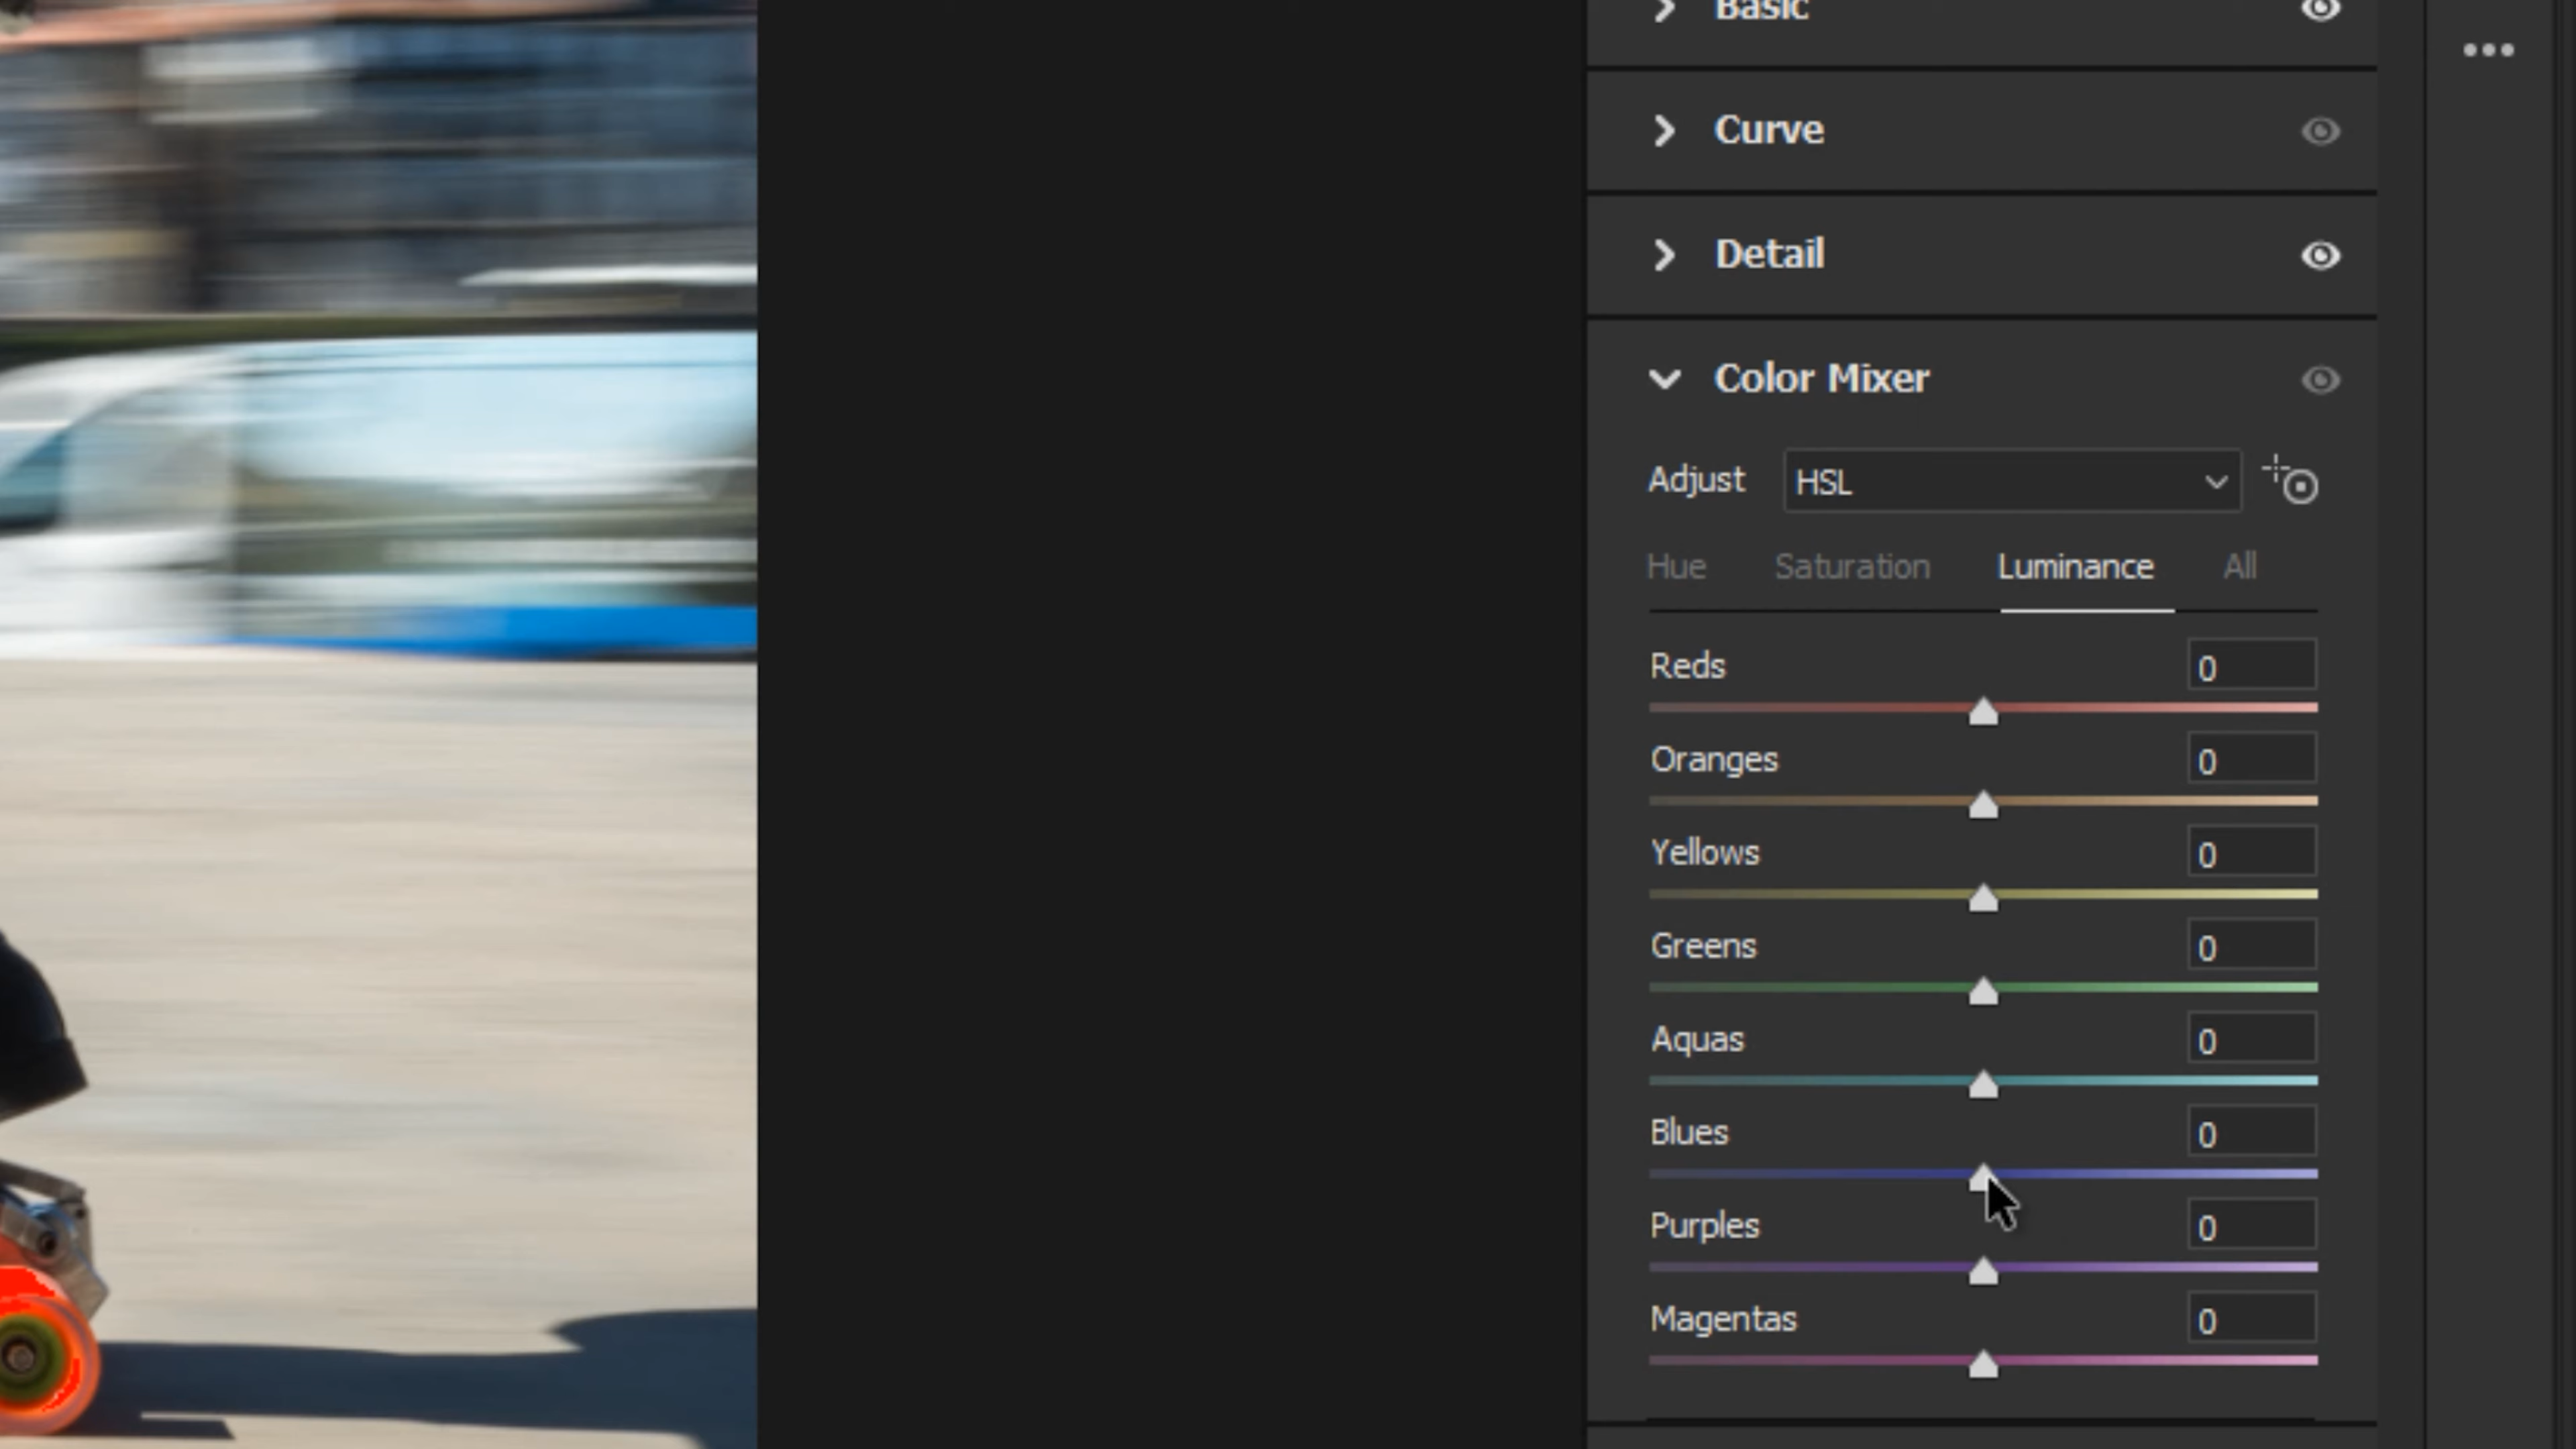 Basic
Curve
Detail
Color Mixer
Adjust HSL
Hue Saturation Luminance All
Reds 0
Oranges 0
Yellows 0
Greens 0
Aquas 0
Blues 0
Purples 0
Magentas 0